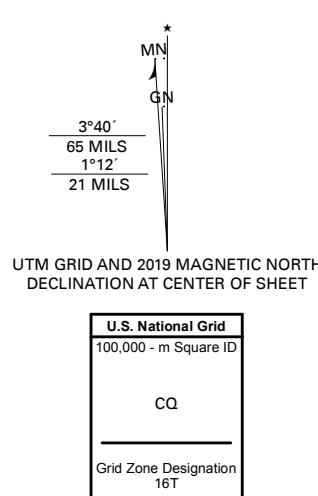 MN
GN
3°40´
65 MILS
1°12´
21 MILS
UTM GRID AND 2019 MAGNETIC NORTH
DECLINATION AT CENTER OF SHEET
U.S. National Grid
100,000 - m Square ID
CQ
Grid Zone Designation
16T